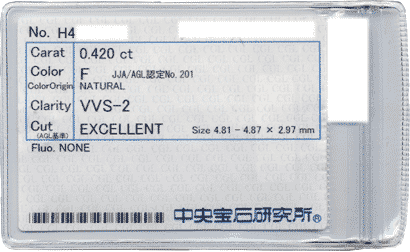 No. H4
Carat 0.420 ct
Color F JJA/AGL認定No.201
ColorOrigin NATURAL
Clarity VVS-2
Cut EXCELLENT Size 4.81 - 4.87 × 2.97 mm
(AGL基準)
Fluo. NONE
中央宝石研究所®